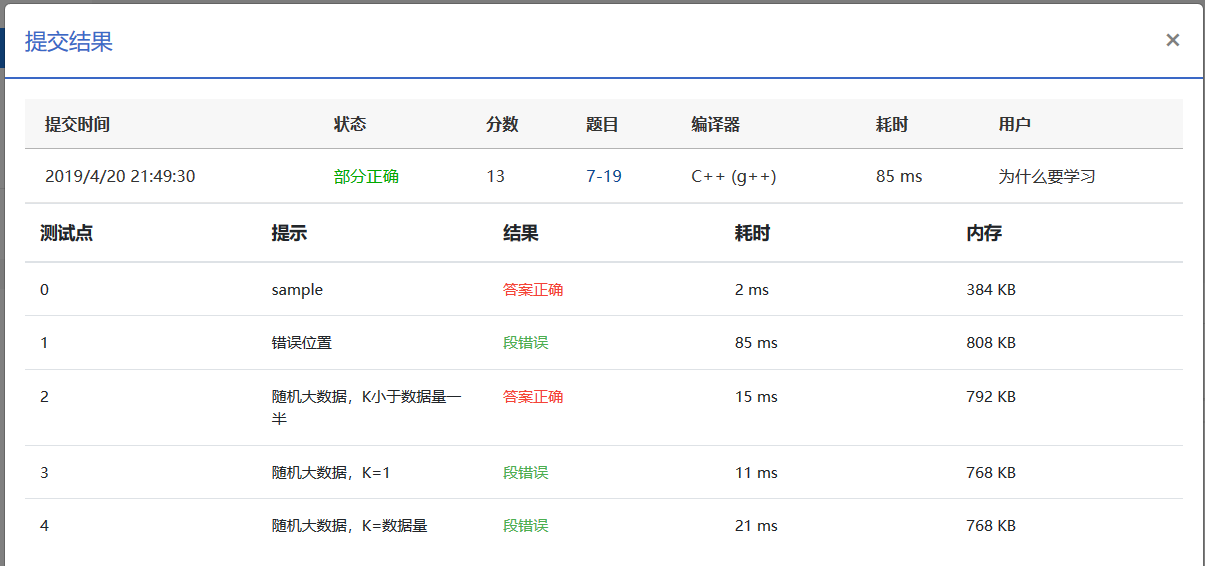 提交结果
×
提交时间 状态 分数 题目 编译器 耗时 用户
2019/4/20 21:49:30 部分正确 13 7-19 C++ (g++) 85 ms 为什么要学习
测试点 提示 结果 耗时 内存
0 sample 答案正确 2 ms 384 KB
1 错误位置 段错误 85 ms 808 KB
2 随机大数据，K小于数据量一 答案正确 15 ms 792 KB
半
3 随机大数据，K=1 段错误 11 ms 768 KB
4 随机大数据，K=数据量 段错误 21 ms 768 KB